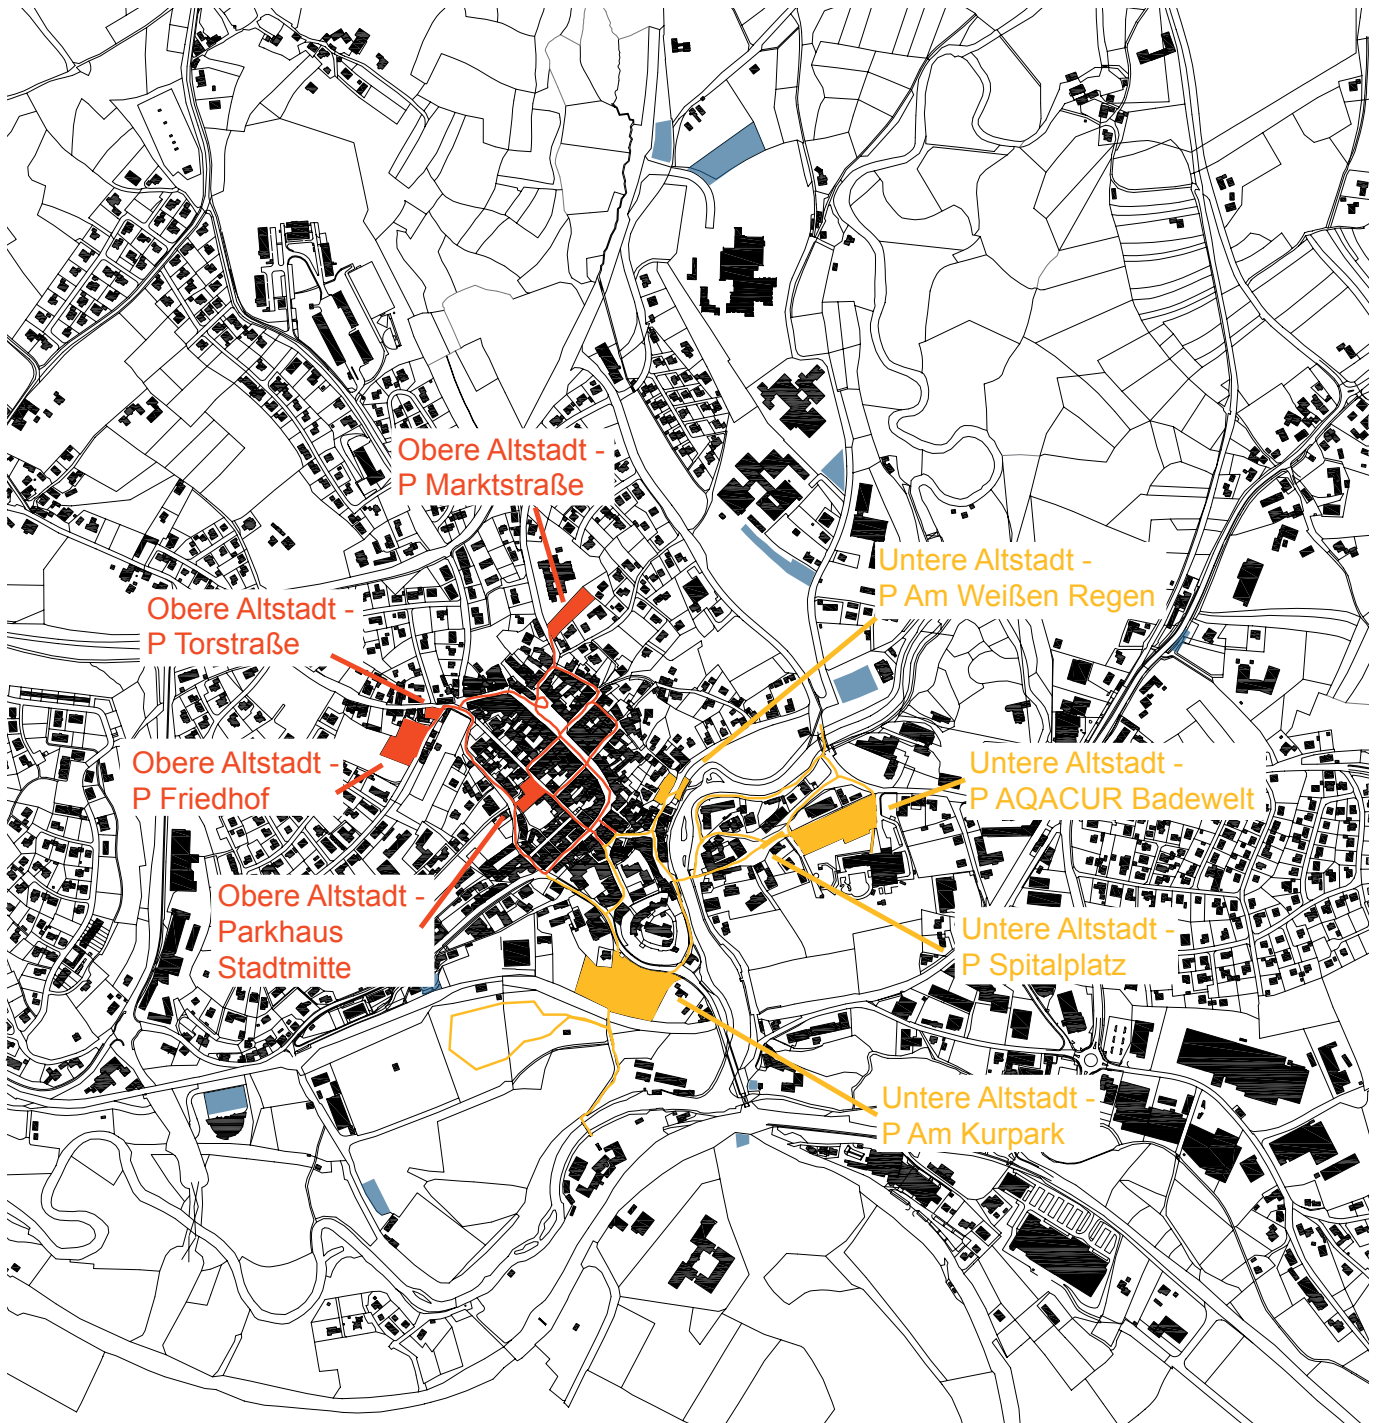 Obere Altstadt -
P Marktstraße
Untere Altstadt -
P Am Weißen Regen
Obere Altstadt -
P Torstraße
Obere Altstadt -
P Friedhof
Untere Altstadt -
P AQACUR Badewelt
Obere Altstadt -
Parkhaus
Stadtmitte
Untere Altstadt -
P Spitalplatz
Untere Altstadt -
P Am Kurpark